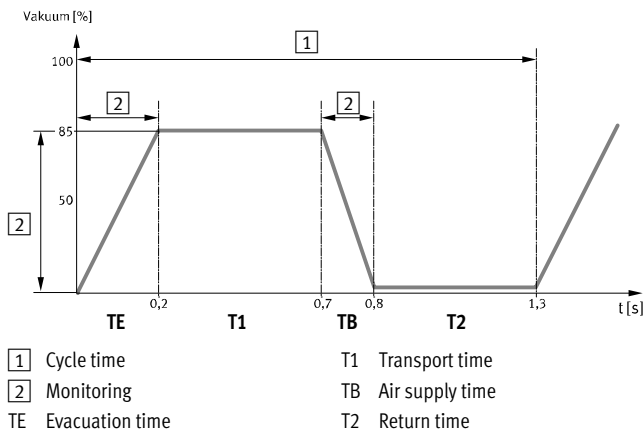 Vakuum [%]
1
100
2
2
85
50
2
0,2
0,7
0,8
1,3
t [s]
TE
T1
TB
T2
1 Cycle time
T1 Transport time
2 Monitoring
TB Air supply time
TE Evacuation time
T2 Return time